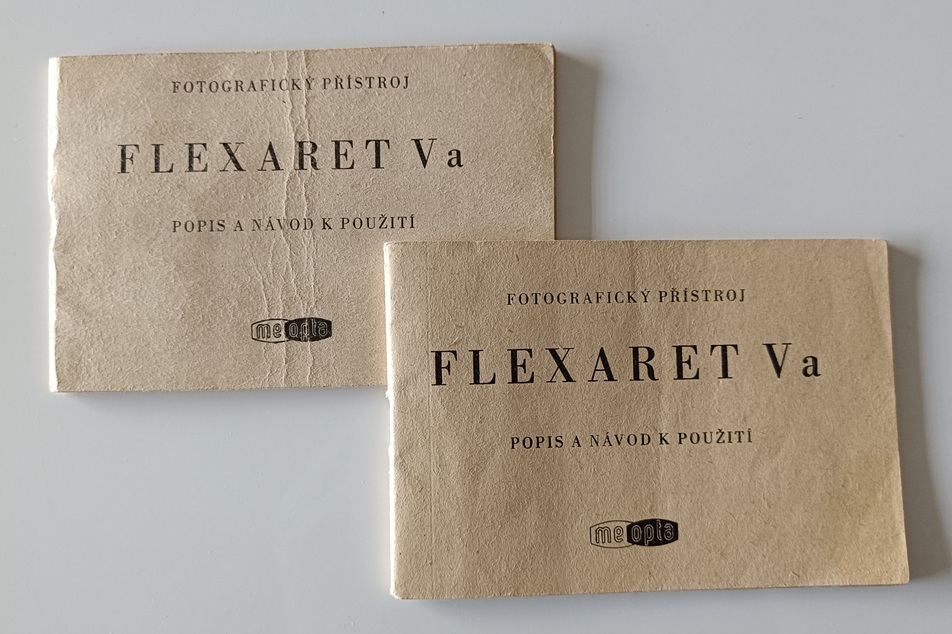 FOTOGRAFICKÝ PŘÍSTROJ
FLEXARET Va
POPIS A NÁVOD K POUŽITÍ
meopta
FOTOGRAFICKÝ PŘÍSTROJ
FLEXARET Va
POPIS A NÁVOD K POUŽITÍ
meopta